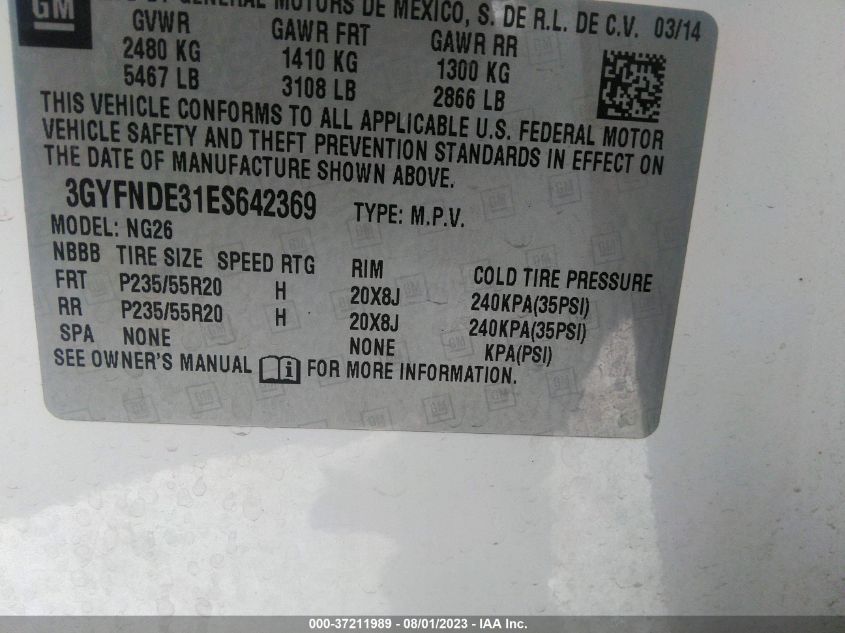 GM
BY GENERAL MOTORS DE MEXICO, S. DE R.L. DE C.V. 03/14
GVWR GAWR FRT GAWR RR
2480 KG 1410 KG 1300 KG
5467 LB 3108 LB 2866 LB
THIS VEHICLE CONFORMS TO ALL APPLICABLE U.S. FEDERAL MOTOR
VEHICLE SAFETY AND THEFT PREVENTION STANDARDS IN EFFECT ON
THE DATE OF MANUFACTURE SHOWN ABOVE.
3GYFNDE31ES642369 TYPE: M.P.V.
MODEL: NG26
NBBB TIRE SIZE SPEED RTG RIM COLD TIRE PRESSURE
FRT P235/55R20 H 20X8J 240KPA(35PSI)
RR P235/55R20 H 20X8J 240KPA(35PSI)
SPA NONE NONE KPA(PSI)
SEE OWNER'S MANUAL FOR MORE INFORMATION.
000-37211989 - 08/01/2023 - IAA Inc.